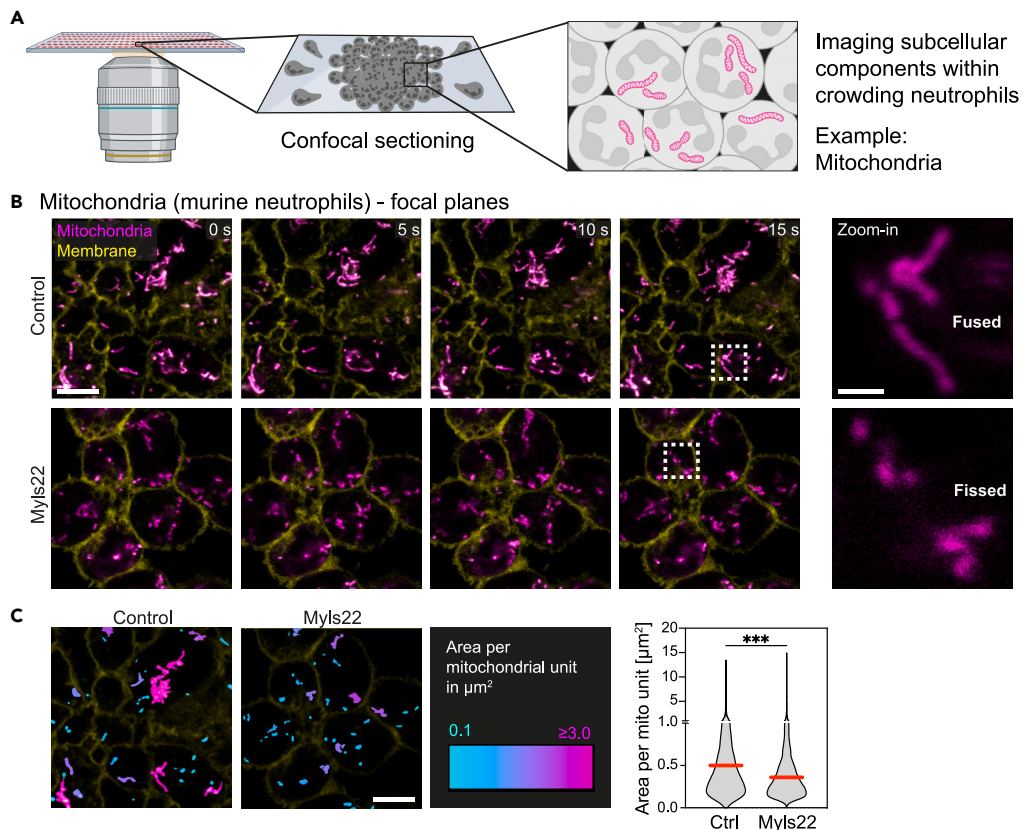 A
Confocal sectioning
Imaging subcellular
components within
crowding neutrophils
Example:
Mitochondria
B Mitochondria (murine neutrophils) - focal planes
Mitochondria
Membrane
0 s
5 s
10 s
15 s
Zoom-in
Control
Fused
Myls22
Fissed
C
Control
Myls22
Area per
mitochondrial unit
in µm²
0.1
≥3.0
Area per mito unit [µm²]
20
15
10
5
1.0
0.5
0.0
***
Ctrl
Myls22